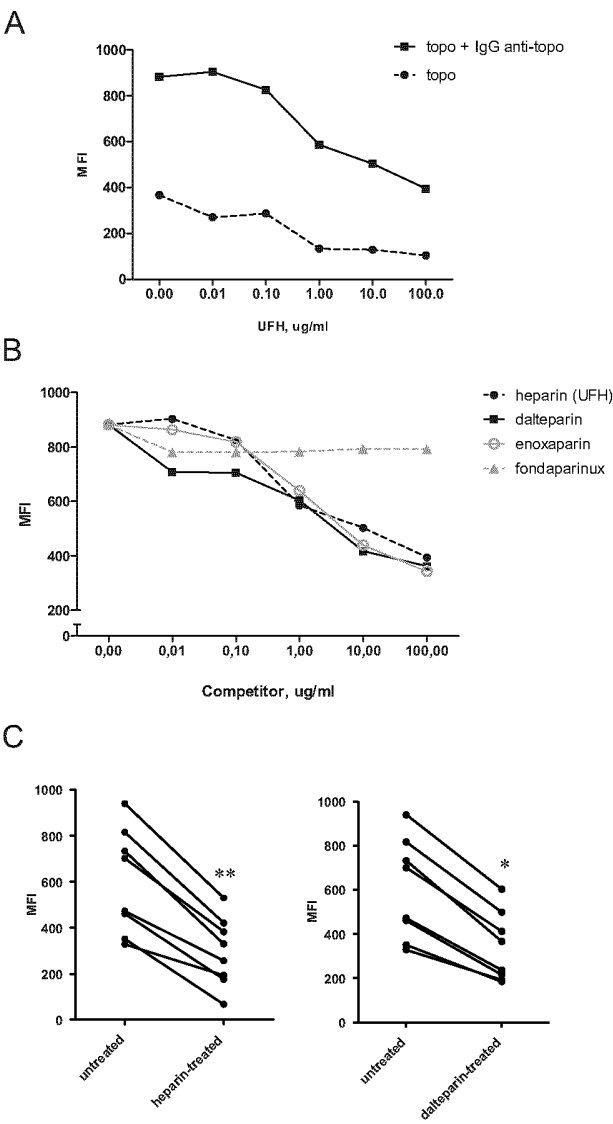 A
topo + IgG anti-topo
topo
1000
800
600
400
200
0
MFI
0.00 0.01 0.10 1.00 10.0 100.0
UFH, ug/ml
B
heparin (UFH)
dalteparin
enoxaparin
fondaparinux
1000
800
600
400
200
0
MFI
0,00 0,01 0,10 1,00 10,00 100,00
Competitor, ug/ml
C
1000
800
600
400
200
0
MFI
**
untreated
heparin-treated
1000
800
600
400
200
0
MFI
*
untreated
dalteparin-treated